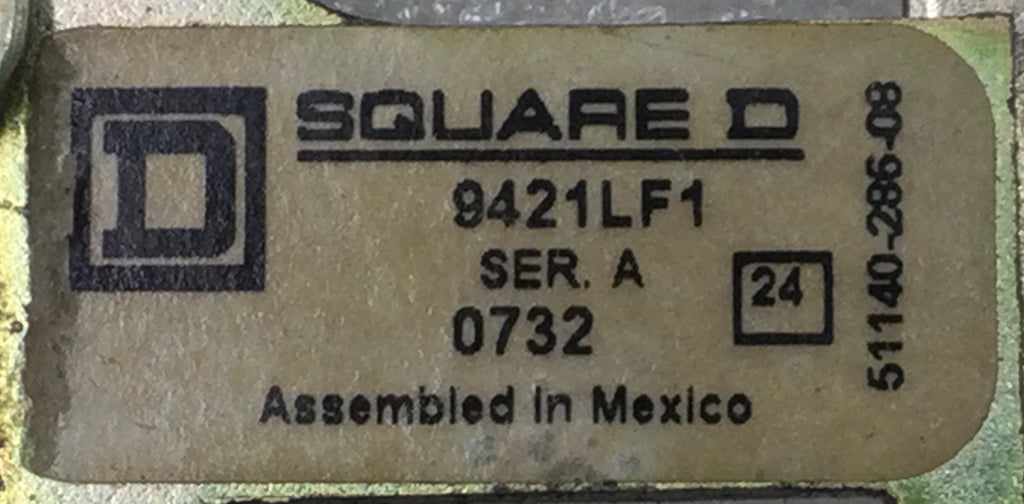 D
SQUARE D
9421LF1
SER. A
0732
24
Assembled in Mexico
51140-286-08